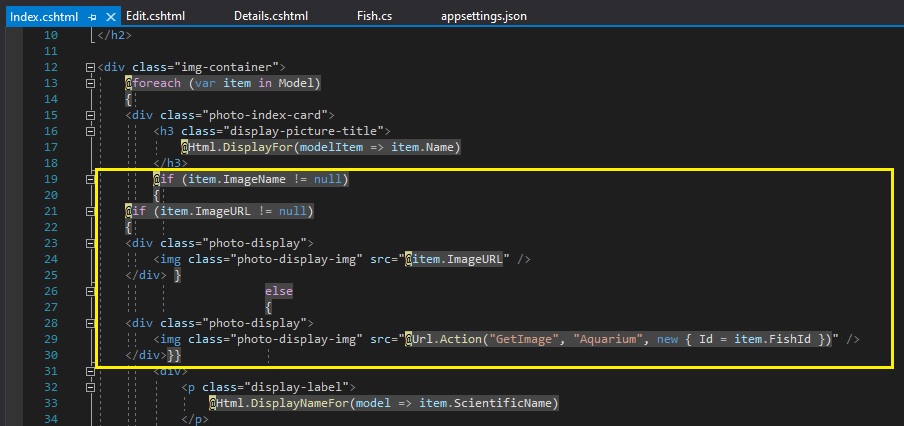 Index.cshtml Edit.cshtml Details.cshtml Fish.cs appsettings.json
10 </h2>
11
12 <div class="img-container">
13 @foreach (var item in Model)
14 {
15 <div class="photo-index-card">
16 <h3 class="display-picture-title">
17 @Html.DisplayFor(modelItem => item.Name)
18 </h3>
19 @if (item.ImageName != null)
20 {
21 @if (item.ImageURL != null)
22 {
23 <div class="photo-display">
24 <img class="photo-display-img" src="@item.ImageURL" />
25 </div> }
26 else
27 {
28 <div class="photo-display">
29 <img class="photo-display-img" src="@Url.Action("GetImage", "Aquarium", new { Id = item.FishId })" />
30 </div>}}
31 <div>
32 <p class="display-label">
33 @Html.DisplayNameFor(model => item.ScientificName)
34 </p>